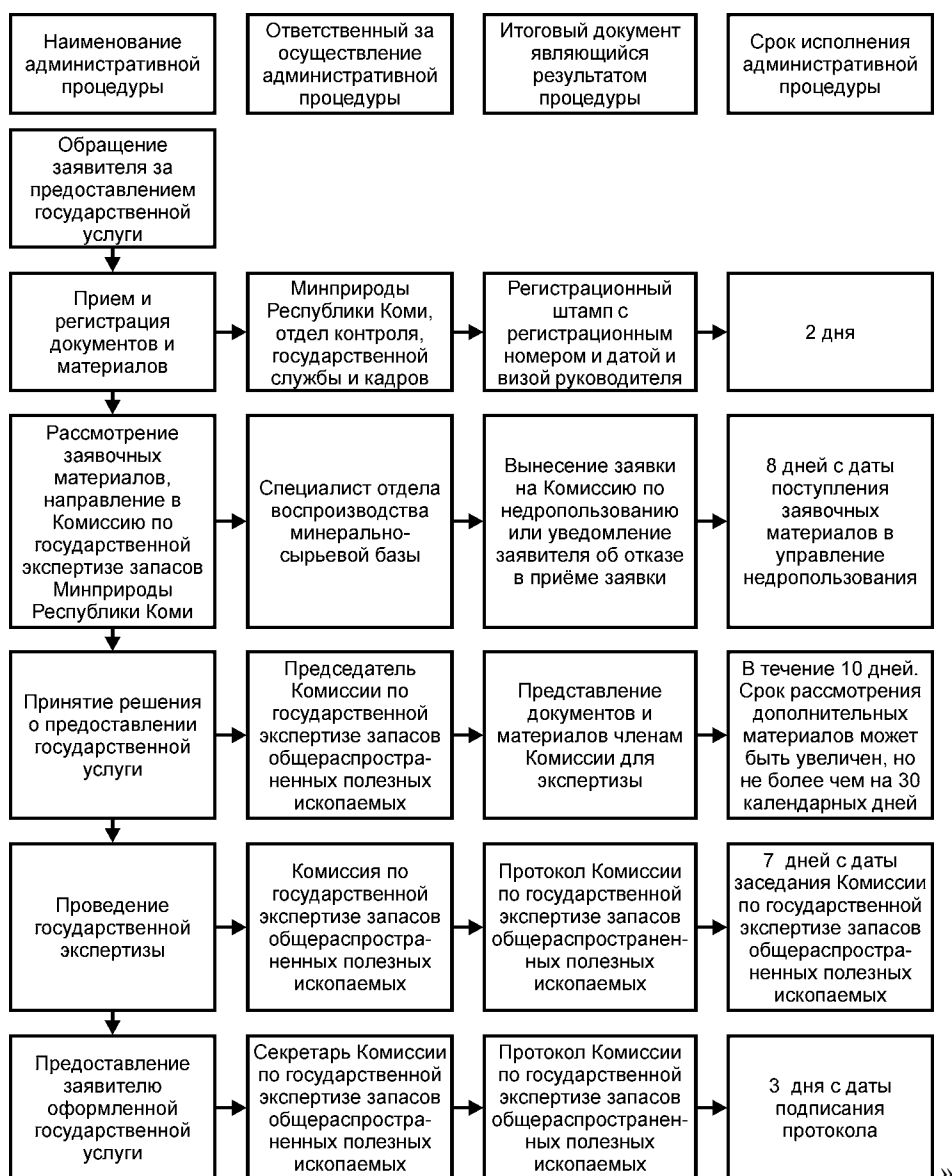 Наименование
административной
процедуры
Ответственный за
осуществление
административной
процедуры
Итоговый документ
являющийся
результатом
процедуры
Срок исполнения
административной
процедуры
Обращение
заявителя за
предоставлением
государственной
услуги
Прием и
регистрация
документов и
материалов
Минприроды
Республики Коми,
отдел контроля,
государственной
службы и кадров
Регистрационный
штамп с
регистрационным
номером и датой и
визой руководителя
2 дня
Рассмотрение
заявочных
материалов,
направление в
Комиссию по
государственной
экспертизе запасов
Минприроды
Республики Коми
Специалист отдела
воспроизводства
минерально-
сырьевой базы
Вынесение заявки
на Комиссию по
недропользованию
или уведомление
заявителя об отказе
в приёме заявки
8 дней с даты
поступления
заявочных
материалов в
управление
недропользования
Принятие решения
о предоставлении
государственной
услуги
Председатель
Комиссии по
государственной
экспертизе запасов
общераспростра-
ненных полезных
ископаемых
Представление
документов и
материалов членам
Комиссии для
экспертизы
В течение 10 дней.
Срок рассмотрения
дополнительных
материалов может
быть увеличен, но
не более чем на 30
календарных дней
Проведение
государственной
экспертизы
Комиссия по
государственной
экспертизе запасов
общераспростра-
ненных полезных
ископаемых
Протокол Комиссии
по государственной
экспертизе запасов
общераспространен-
ных полезных
ископаемых
7 дней с даты
заседания Комиссии
по государственной
экспертизе запасов
общераспростра-
ненных полезных
ископаемых
Предоставление
заявителю
оформленной
государственной
услуги
Секретарь Комиссии
по государственной
экспертизе запасов
общераспростра-
ненных полезных
ископаемых
Протокол Комиссии
по государственной
экспертизе запасов
общераспространен-
ных полезных
ископаемых
3 дня с даты
подписания
протокола
»